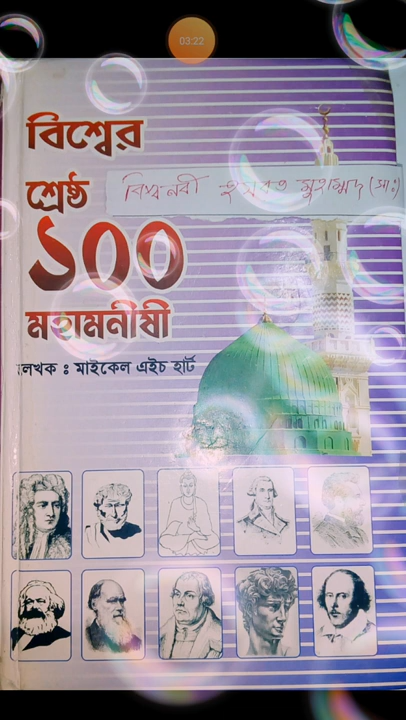 03:22
বিশ্বের
শ্রেষ্ঠ
বিশ্বনবী হযরত মুহাম্মদ (সাঃ)
১০০
মহামনীষী
লেখক : মাইকেল এইচ হার্ট